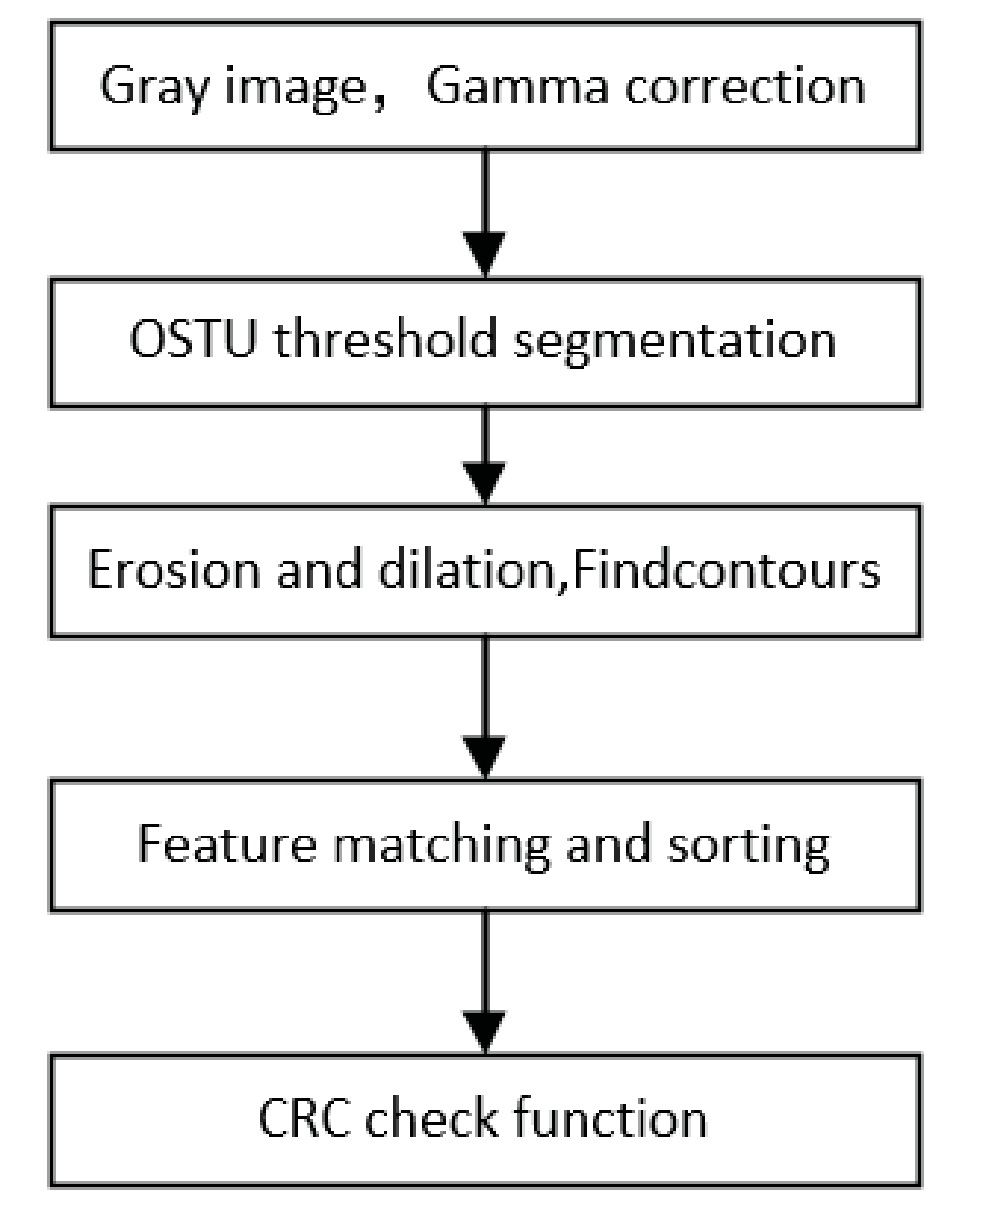 Gray image，Gamma correction
OSTU threshold segmentation
Erosion and dilation,Findcontours
Feature matching and sorting
CRC check function